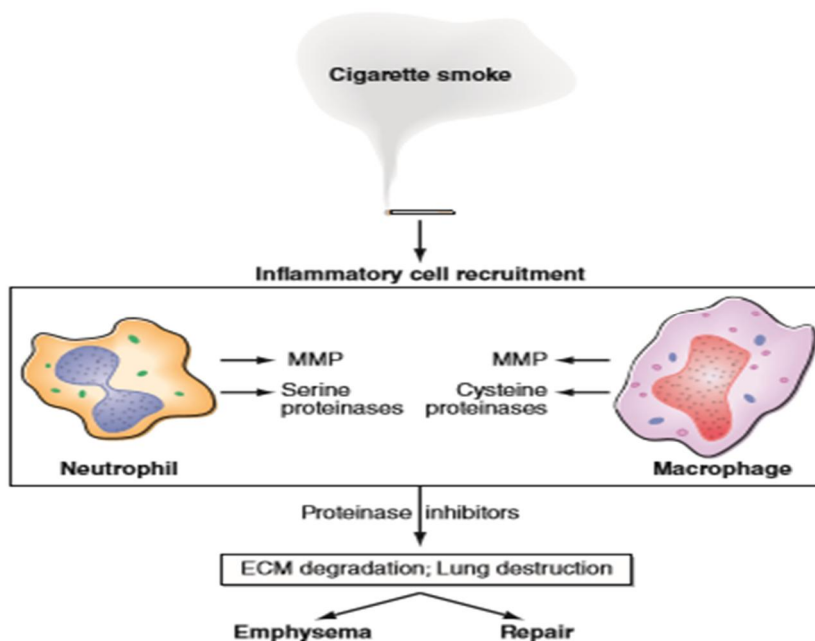 Cigarette smoke
Inflammatory cell recruitment
MMP
Serine
proteinases
MMP
Cysteine
proteinases
Neutrophil
Macrophage
Proteinase inhibitors
ECM degradation; Lung destruction
Emphysema
Repair